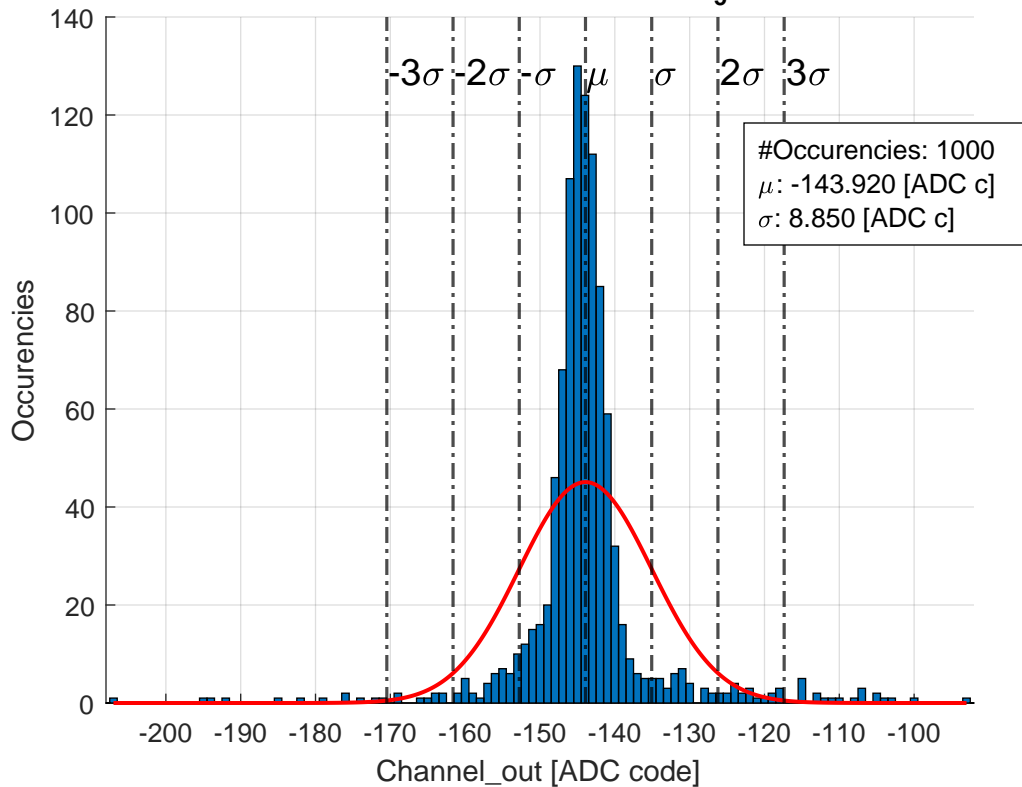 140
120
100
80
60
40
20
0
Occurencies
-3σ -2σ -σ μ σ 2σ 3σ
#Occurencies: 1000
μ: -143.920 [ADC c]
σ: 8.850 [ADC c]
-200 -190 -180 -170 -160 -150 -140 -130 -120 -110 -100
Channel_out [ADC code]